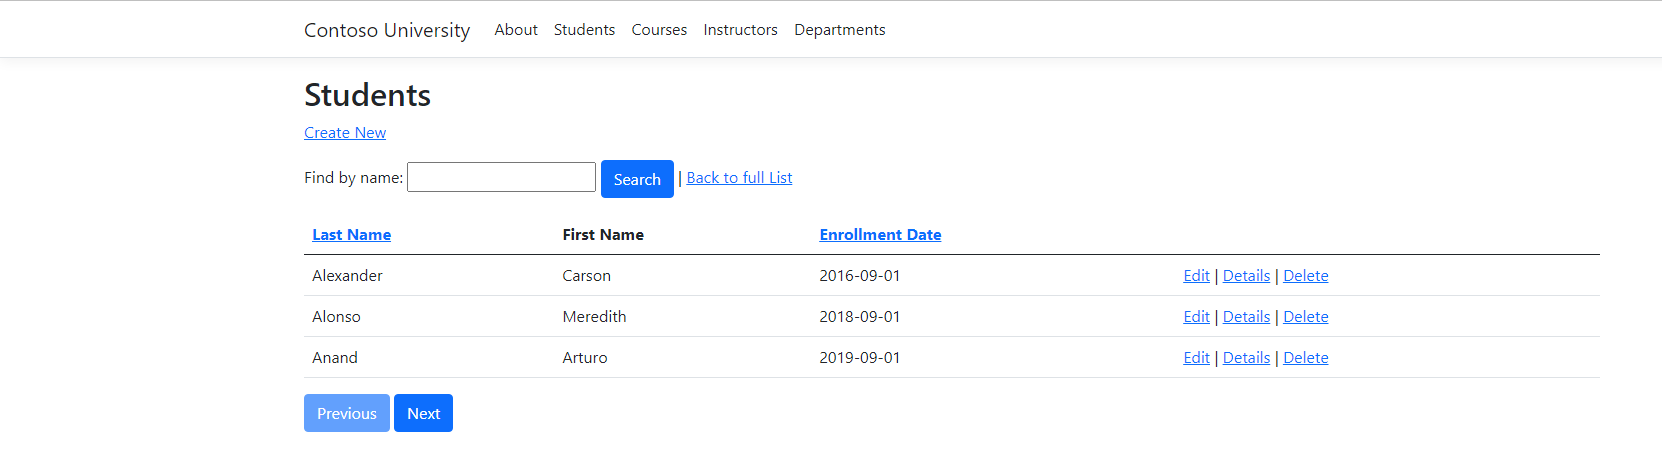 Contoso University About Students Courses Instructors Departments
Students
Create New
Find by name: Search | Back to full List
Last Name First Name Enrollment Date
Alexander Carson 2016-09-01 Edit | Details | Delete
Alonso Meredith 2018-09-01 Edit | Details | Delete
Anand Arturo 2019-09-01 Edit | Details | Delete
Previous Next